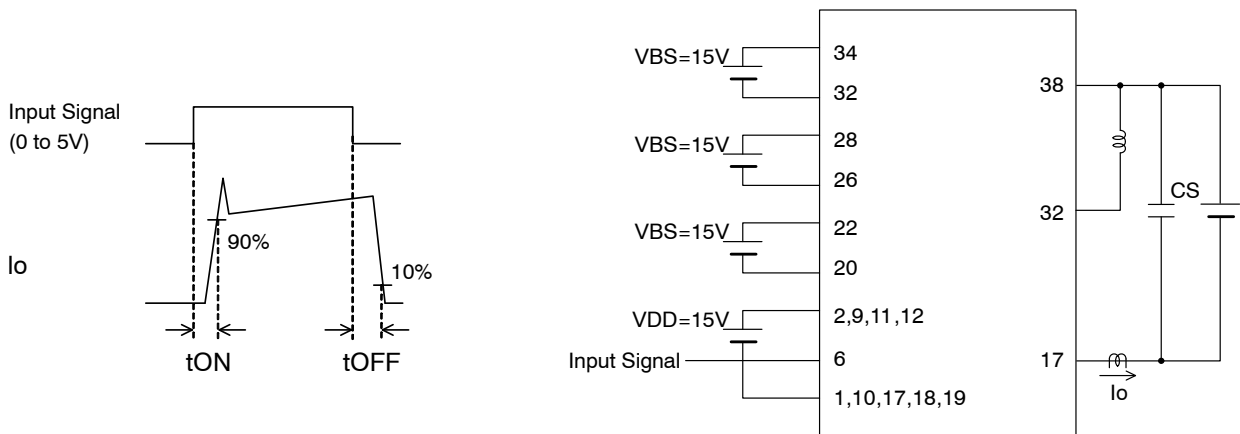 Input Signal
(0 to 5V)
Io
90%
10%
tON
tOFF
VBS=15V
34
32
VBS=15V
28
26
VBS=15V
22
20
VDD=15V
2,9,11,12
Input Signal
6
1,10,17,18,19
38
32
CS
17
Io